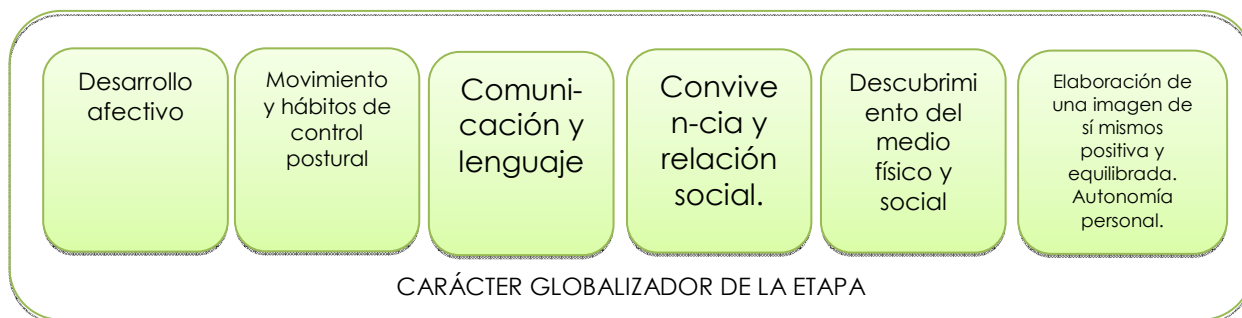 Desarrollo
afectivo
Movimiento
y hábitos de
control
postural
Comuni-
cación y
lenguaje
Convive
n-cia y
relación
social.
Descubrimi
ento del
medio
físico y
social
Elaboración de
una imagen de
sí mismos
positiva y
equilibrada.
Autonomía
personal.
CARÁCTER GLOBALIZADOR DE LA ETAPA